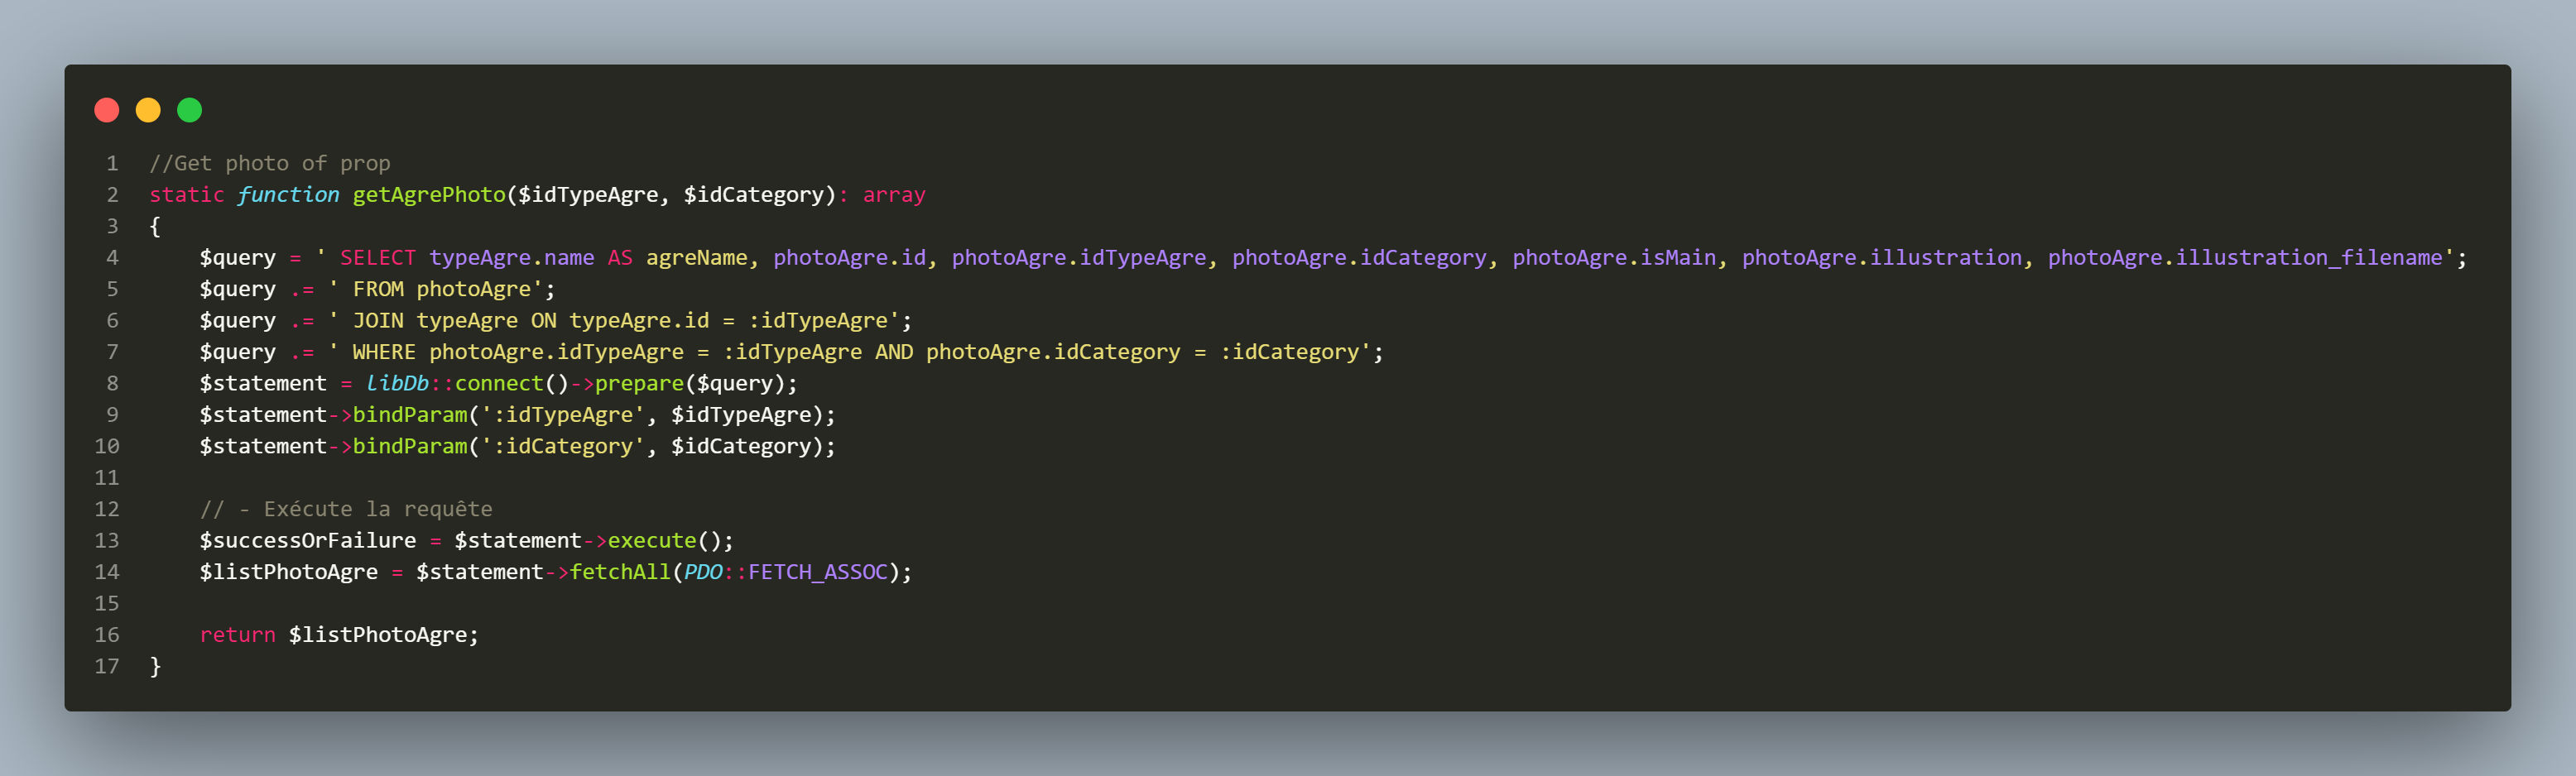 1 //Get photo of prop
2 static function getAgrePhoto($idTypeAgre, $idCategory): array
3 {
4     $query = ' SELECT typeAgre.name AS agreName, photoAgre.id, photoAgre.idTypeAgre, photoAgre.idCategory, photoAgre.isMain, photoAgre.illustration, photoAgre.illustration_filename';
5     $query .= ' FROM photoAgre';
6     $query .= ' JOIN typeAgre ON typeAgre.id = :idTypeAgre';
7     $query .= ' WHERE photoAgre.idTypeAgre = :idTypeAgre AND photoAgre.idCategory = :idCategory';
8     $statement = libDb::connect()->prepare($query);
9     $statement->bindParam(':idTypeAgre', $idTypeAgre);
10     $statement->bindParam(':idCategory', $idCategory);
11
12     // - Exécute la requête
13     $successOrFailure = $statement->execute();
14     $listPhotoAgre = $statement->fetchAll(PDO::FETCH_ASSOC);
15
16     return $listPhotoAgre;
17 }